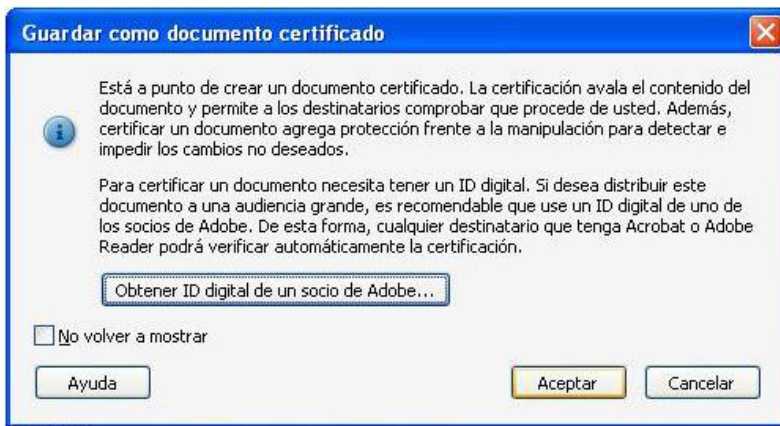 Guardar como documento certificado
Está a punto de crear un documento certificado. La certificación avala el contenido del
documento y permite a los destinatarios comprobar que procede de usted. Además,
certificar un documento agrega protección frente a la manipulación para detectar e
impedir los cambios no deseados.
Para certificar un documento necesita tener un ID digital. Si desea distribuir este
documento a una audiencia grande, es recomendable que use un ID digital de uno de
los socios de Adobe. De esta forma, cualquier destinatario que tenga Acrobat o Adobe
Reader podrá verificar automáticamente la certificación.
Obtener ID digital de un socio de Adobe...
No volver a mostrar
Ayuda
Aceptar
Cancelar